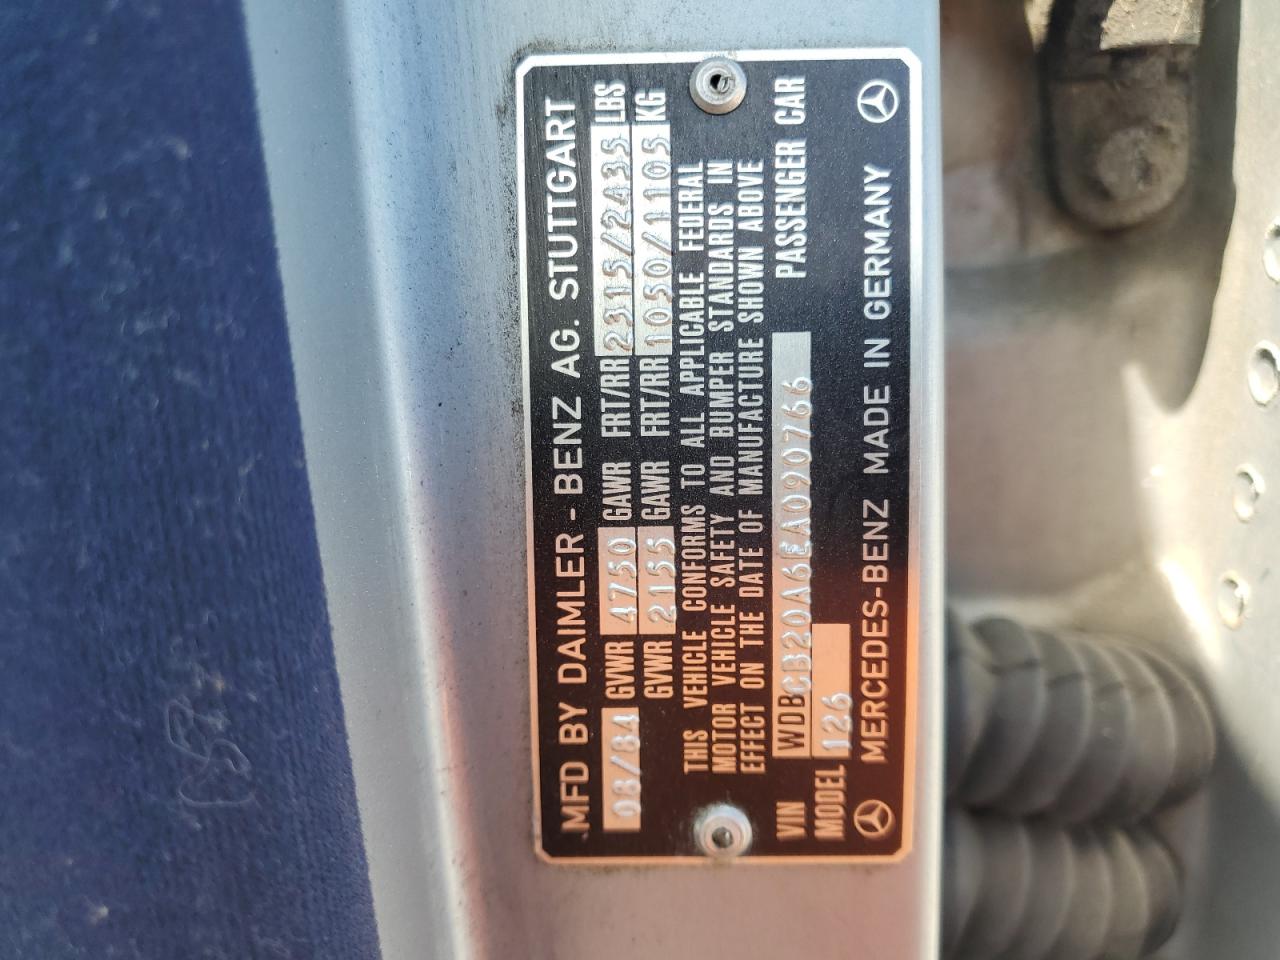 MFD BY DAIMLER - BENZ AG. STUTTGART
08/84 GVWR 4750 GAWR FRT/RR 2315/2435 LBS
GVWR 2155 GAWR FRT/RR 1050/1105 KG
THIS VEHICLE CONFORMS TO ALL APPLICABLE FEDERAL
MOTOR VEHICLE SAFETY AND BUMPER STANDARDS IN
EFFECT ON THE DATE OF MANUFACTURE SHOWN ABOVE
VIN WDBCB20A6EA090766 PASSENGER CAR
MODEL 126
MERCEDES-BENZ MADE IN GERMANY